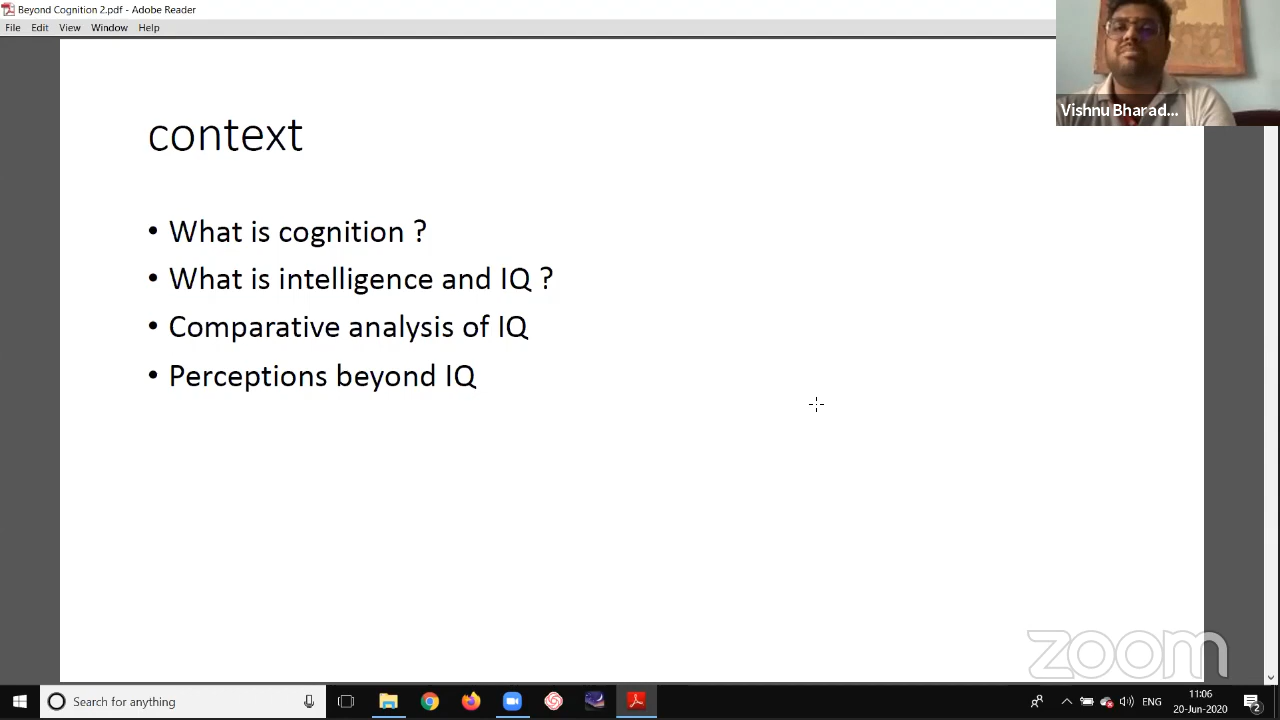 Beyond Cognition 2.pdf - Adobe Reader
File Edit View Window Help
Vishnu Bharad...
context
• What is cognition ?
• What is intelligence and IQ ?
• Comparative analysis of IQ
• Perceptions beyond IQ
zoom
Search for anything
ENG
11:06
20-Jun-2020
2